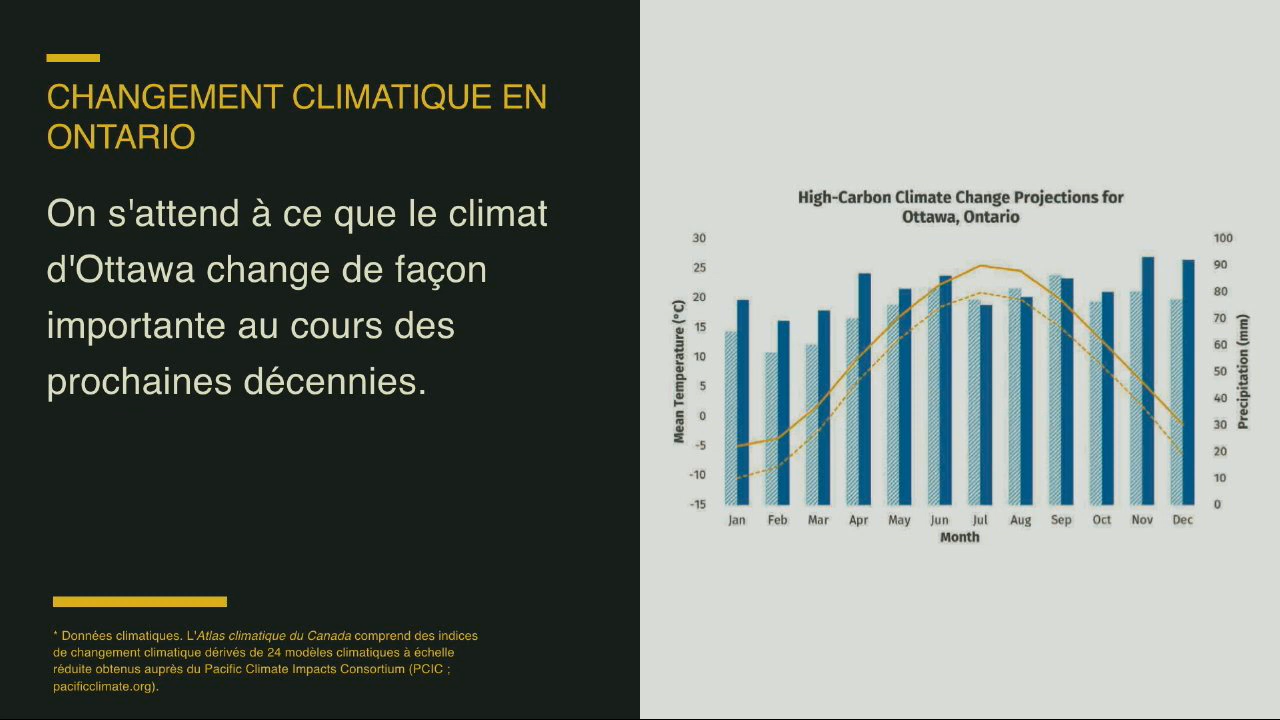 CHANGEMENT CLIMATIQUE EN
ONTARIO
On s'attend à ce que le climat
d'Ottawa change de façon
importante au cours des
prochaines décennies.
* Données climatiques. L'Atlas climatique du Canada comprend des indices
de changement climatique dérivés de 24 modèles climatiques à échelle
réduite obtenus auprès du Pacific Climate Impacts Consortium (PCIC ;
pacificclimate.org).
High-Carbon Climate Change Projections for
Ottawa, Ontario
Mean Temperature (°C)
30
25
20
15
10
5
0
-5
-10
-15
100
90
80
70
60
50
40
30
20
10
0
Precipitation (mm)
Jan Feb Mar Apr May Jun Jul Aug Sep Oct Nov Dec
Month